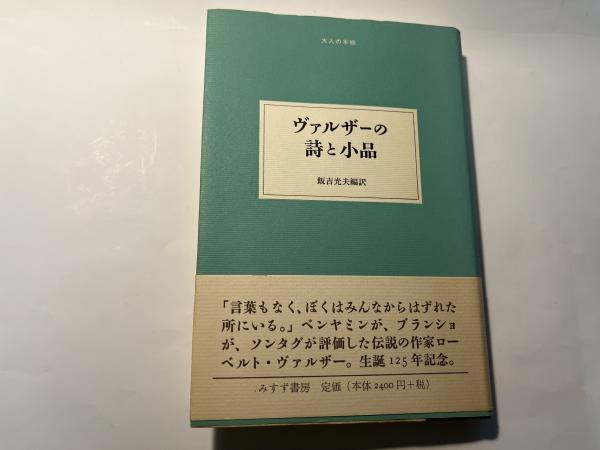 大人の本棚
ヴァルザーの
詩と小品
飯吉光夫編訳
「言葉もなく、ぼくはみんなからはずれた
所にいる。」ベンヤミンが、ブランショ
が、ソンタグが評価した伝説の作家ロー
ベルト・ヴァルザー。生誕125年記念。
みすず書房 定価（本体2400円+税）